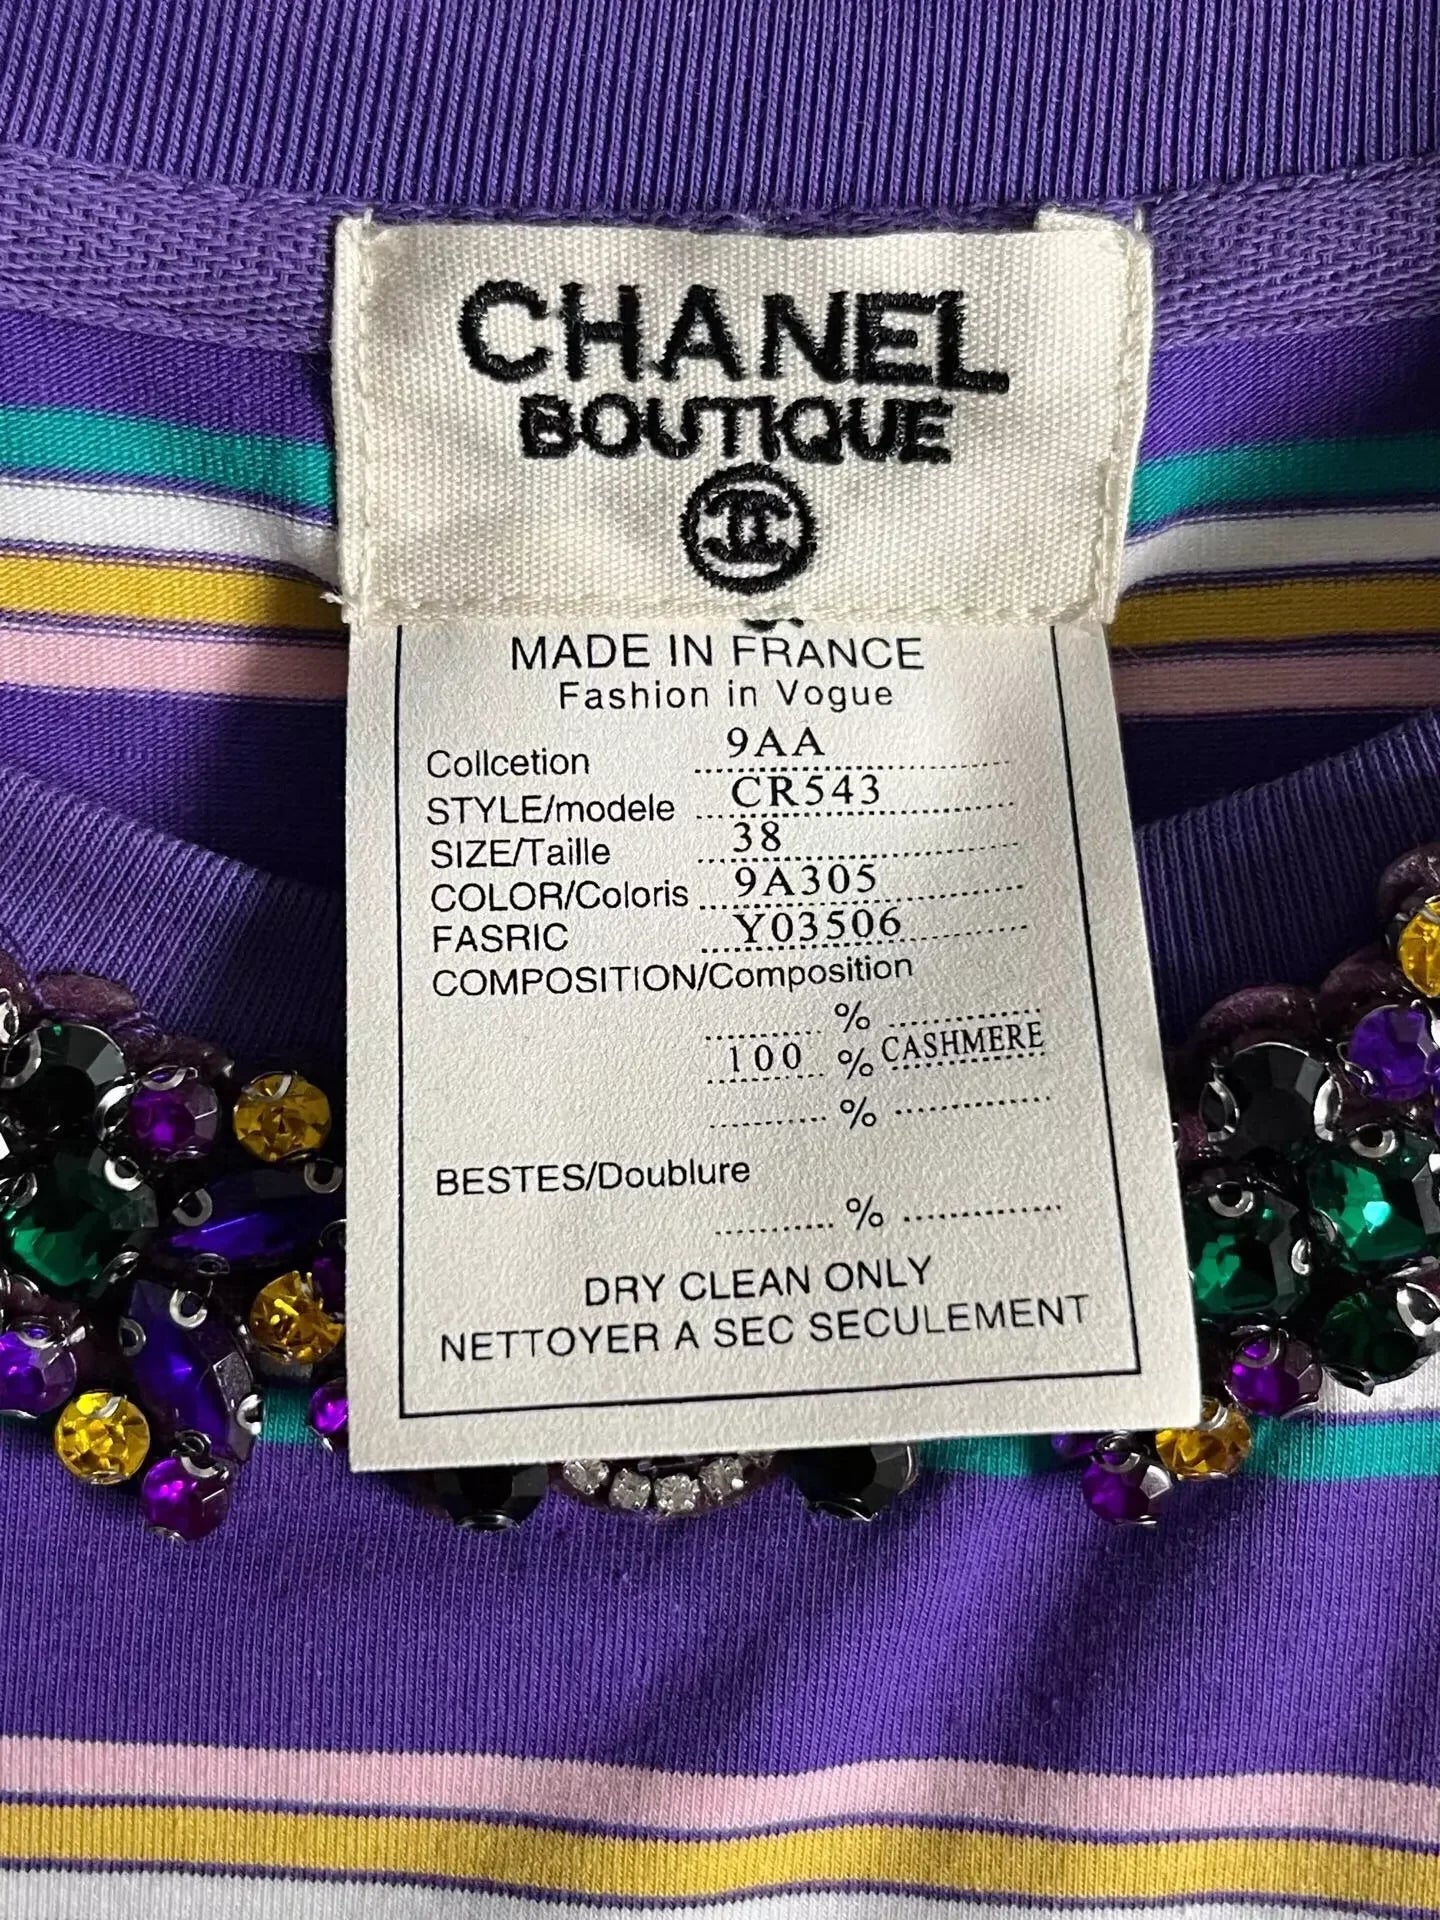 CHANEL
BOUTIQUE
MADE IN FRANCE
Fashion in Vogue
Collcetion 9AA
STYLE/modele CR543
SIZE/Taille 38
COLOR/Coloris 9A305
FASRIC Y03506
COMPOSITION/Composition
%
100 % CASHMERE
%
BESTES/Doublure
%
DRY CLEAN ONLY
NETTOYER A SEC SECULEMENT